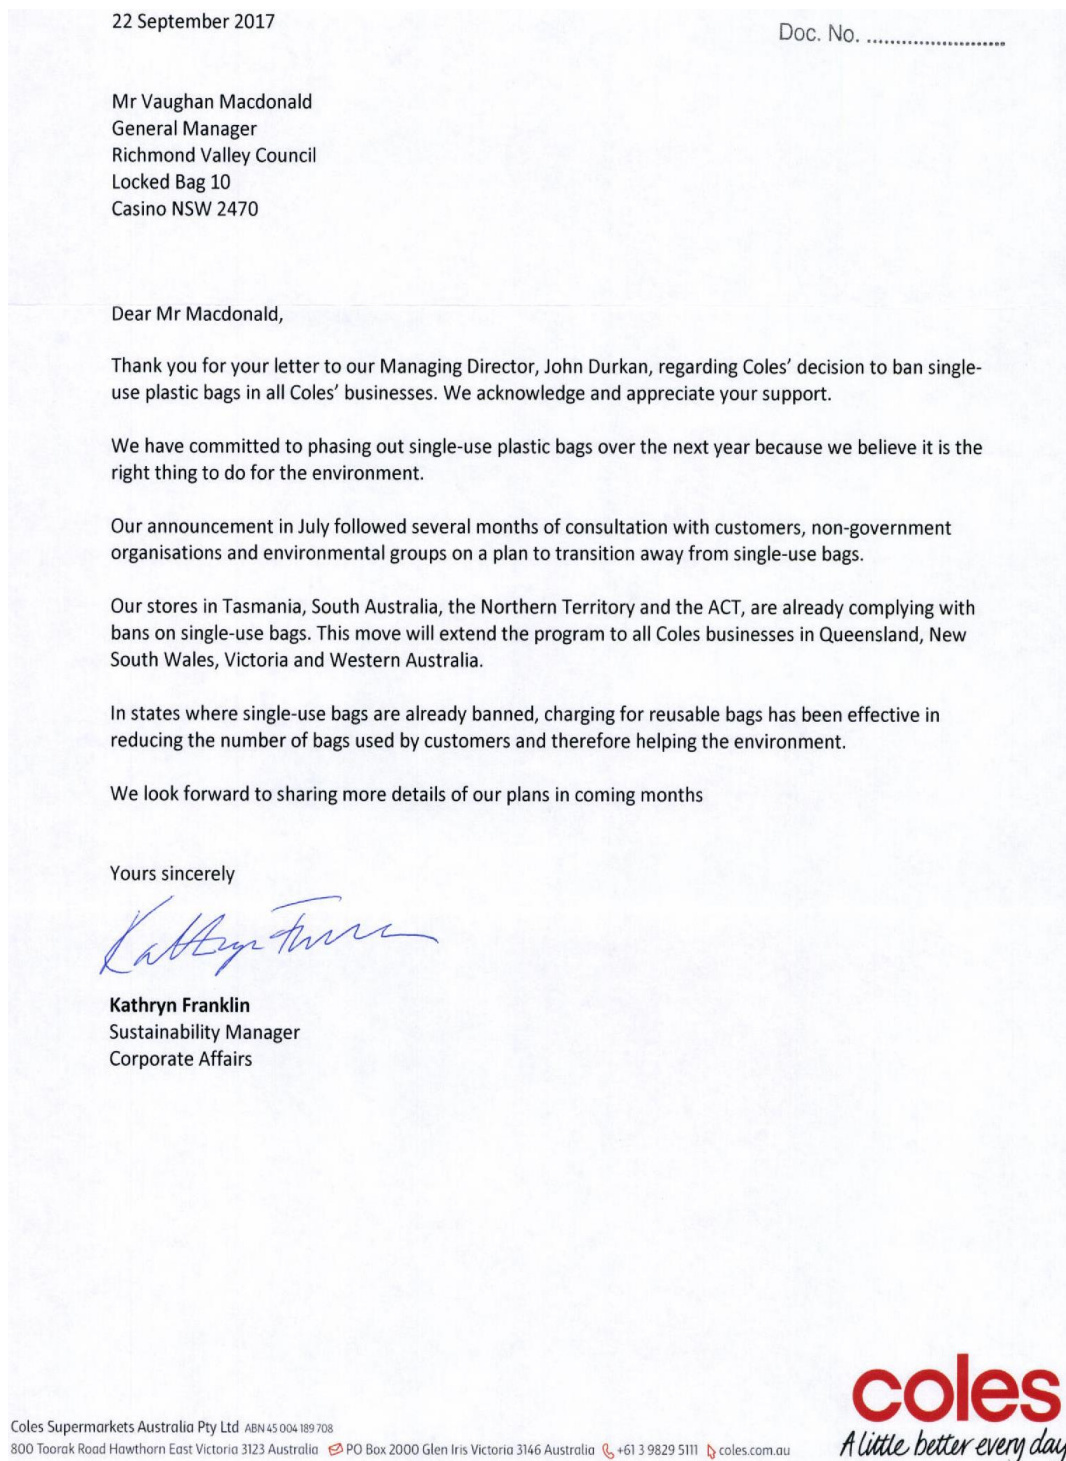 22 September 2017
Doc. No. ........................
Mr Vaughan Macdonald
General Manager
Richmond Valley Council
Locked Bag 10
Casino NSW 2470
Dear Mr Macdonald,
Thank you for your letter to our Managing Director, John Durkan, regarding Coles' decision to ban single-
use plastic bags in all Coles' businesses. We acknowledge and appreciate your support.
We have committed to phasing out single-use plastic bags over the next year because we believe it is the
right thing to do for the environment.
Our announcement in July followed several months of consultation with customers, non-government
organisations and environmental groups on a plan to transition away from single-use bags.
Our stores in Tasmania, South Australia, the Northern Territory and the ACT, are already complying with
bans on single-use bags. This move will extend the program to all Coles businesses in Queensland, New
South Wales, Victoria and Western Australia.
In states where single-use bags are already banned, charging for reusable bags has been effective in
reducing the number of bags used by customers and therefore helping the environment.
We look forward to sharing more details of our plans in coming months
Yours sincerely
Kathryn Franklin
Sustainability Manager
Corporate Affairs
coles
A little better every day
Coles Supermarkets Australia Pty Ltd ABN 45 004 189 708
800 Toorak Road Hawthorn East Victoria 3123 Australia PO Box 2000 Glen Iris Victoria 3146 Australia +61 3 9829 5111 coles.com.au